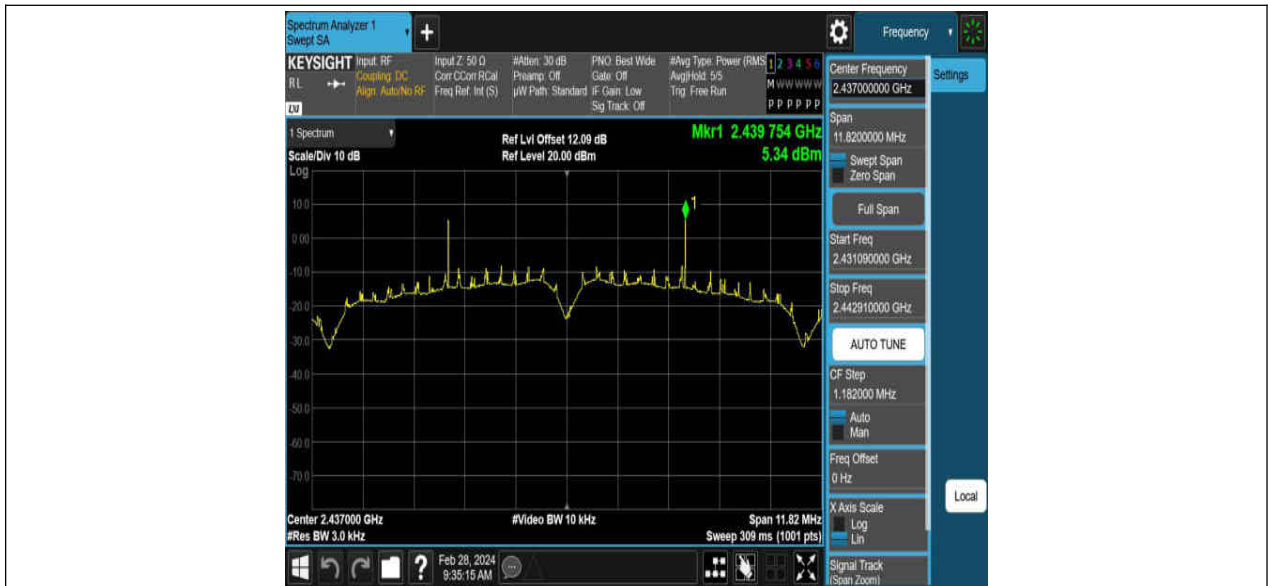 Spectrum Analyzer 1
Swept SA
Frequency
KEYSIGHT
RL
LXI
Input: RF
Coupling: DC
Align: Auto/No RF
Input Z: 50 Ω
Corr CCorr RCal
Freq Ref: Int (S)
#Atten: 30 dB
Preamp: Off
µW Path: Standard
PNO: Best Wide
Gate: Off
IF Gain: Low
Sig Track: Off
#Avg Type: Power (RMS
Avg|Hold: 5/5
Trig: Free Run
1 2 3 4 5 6
M W W W W W
P P P P P P
1 Spectrum
Scale/Div 10 dB
Log
Ref Lvl Offset 12.09 dB
Ref Level 20.00 dBm
Mkr1 2.439 754 GHz
5.34 dBm
1
10.0
0.00
-10.0
-20.0
-30.0
-40.0
-50.0
-60.0
-70.0
Center 2.437000 GHz
#Res BW 3.0 kHz
#Video BW 10 kHz
Span 11.82 MHz
Sweep 309 ms (1001 pts)
Feb 28, 2024
9:35:15 AM
Center Frequency
2.437000000 GHz
Settings
Span
11.8200000 MHz
Swept Span
Zero Span
Full Span
Start Freq
2.431090000 GHz
Stop Freq
2.442910000 GHz
AUTO TUNE
CF Step
1.182000 MHz
Auto
Man
Freq Offset
0 Hz
X Axis Scale
Log
Lin
Local
Signal Track
(Span Zoom)